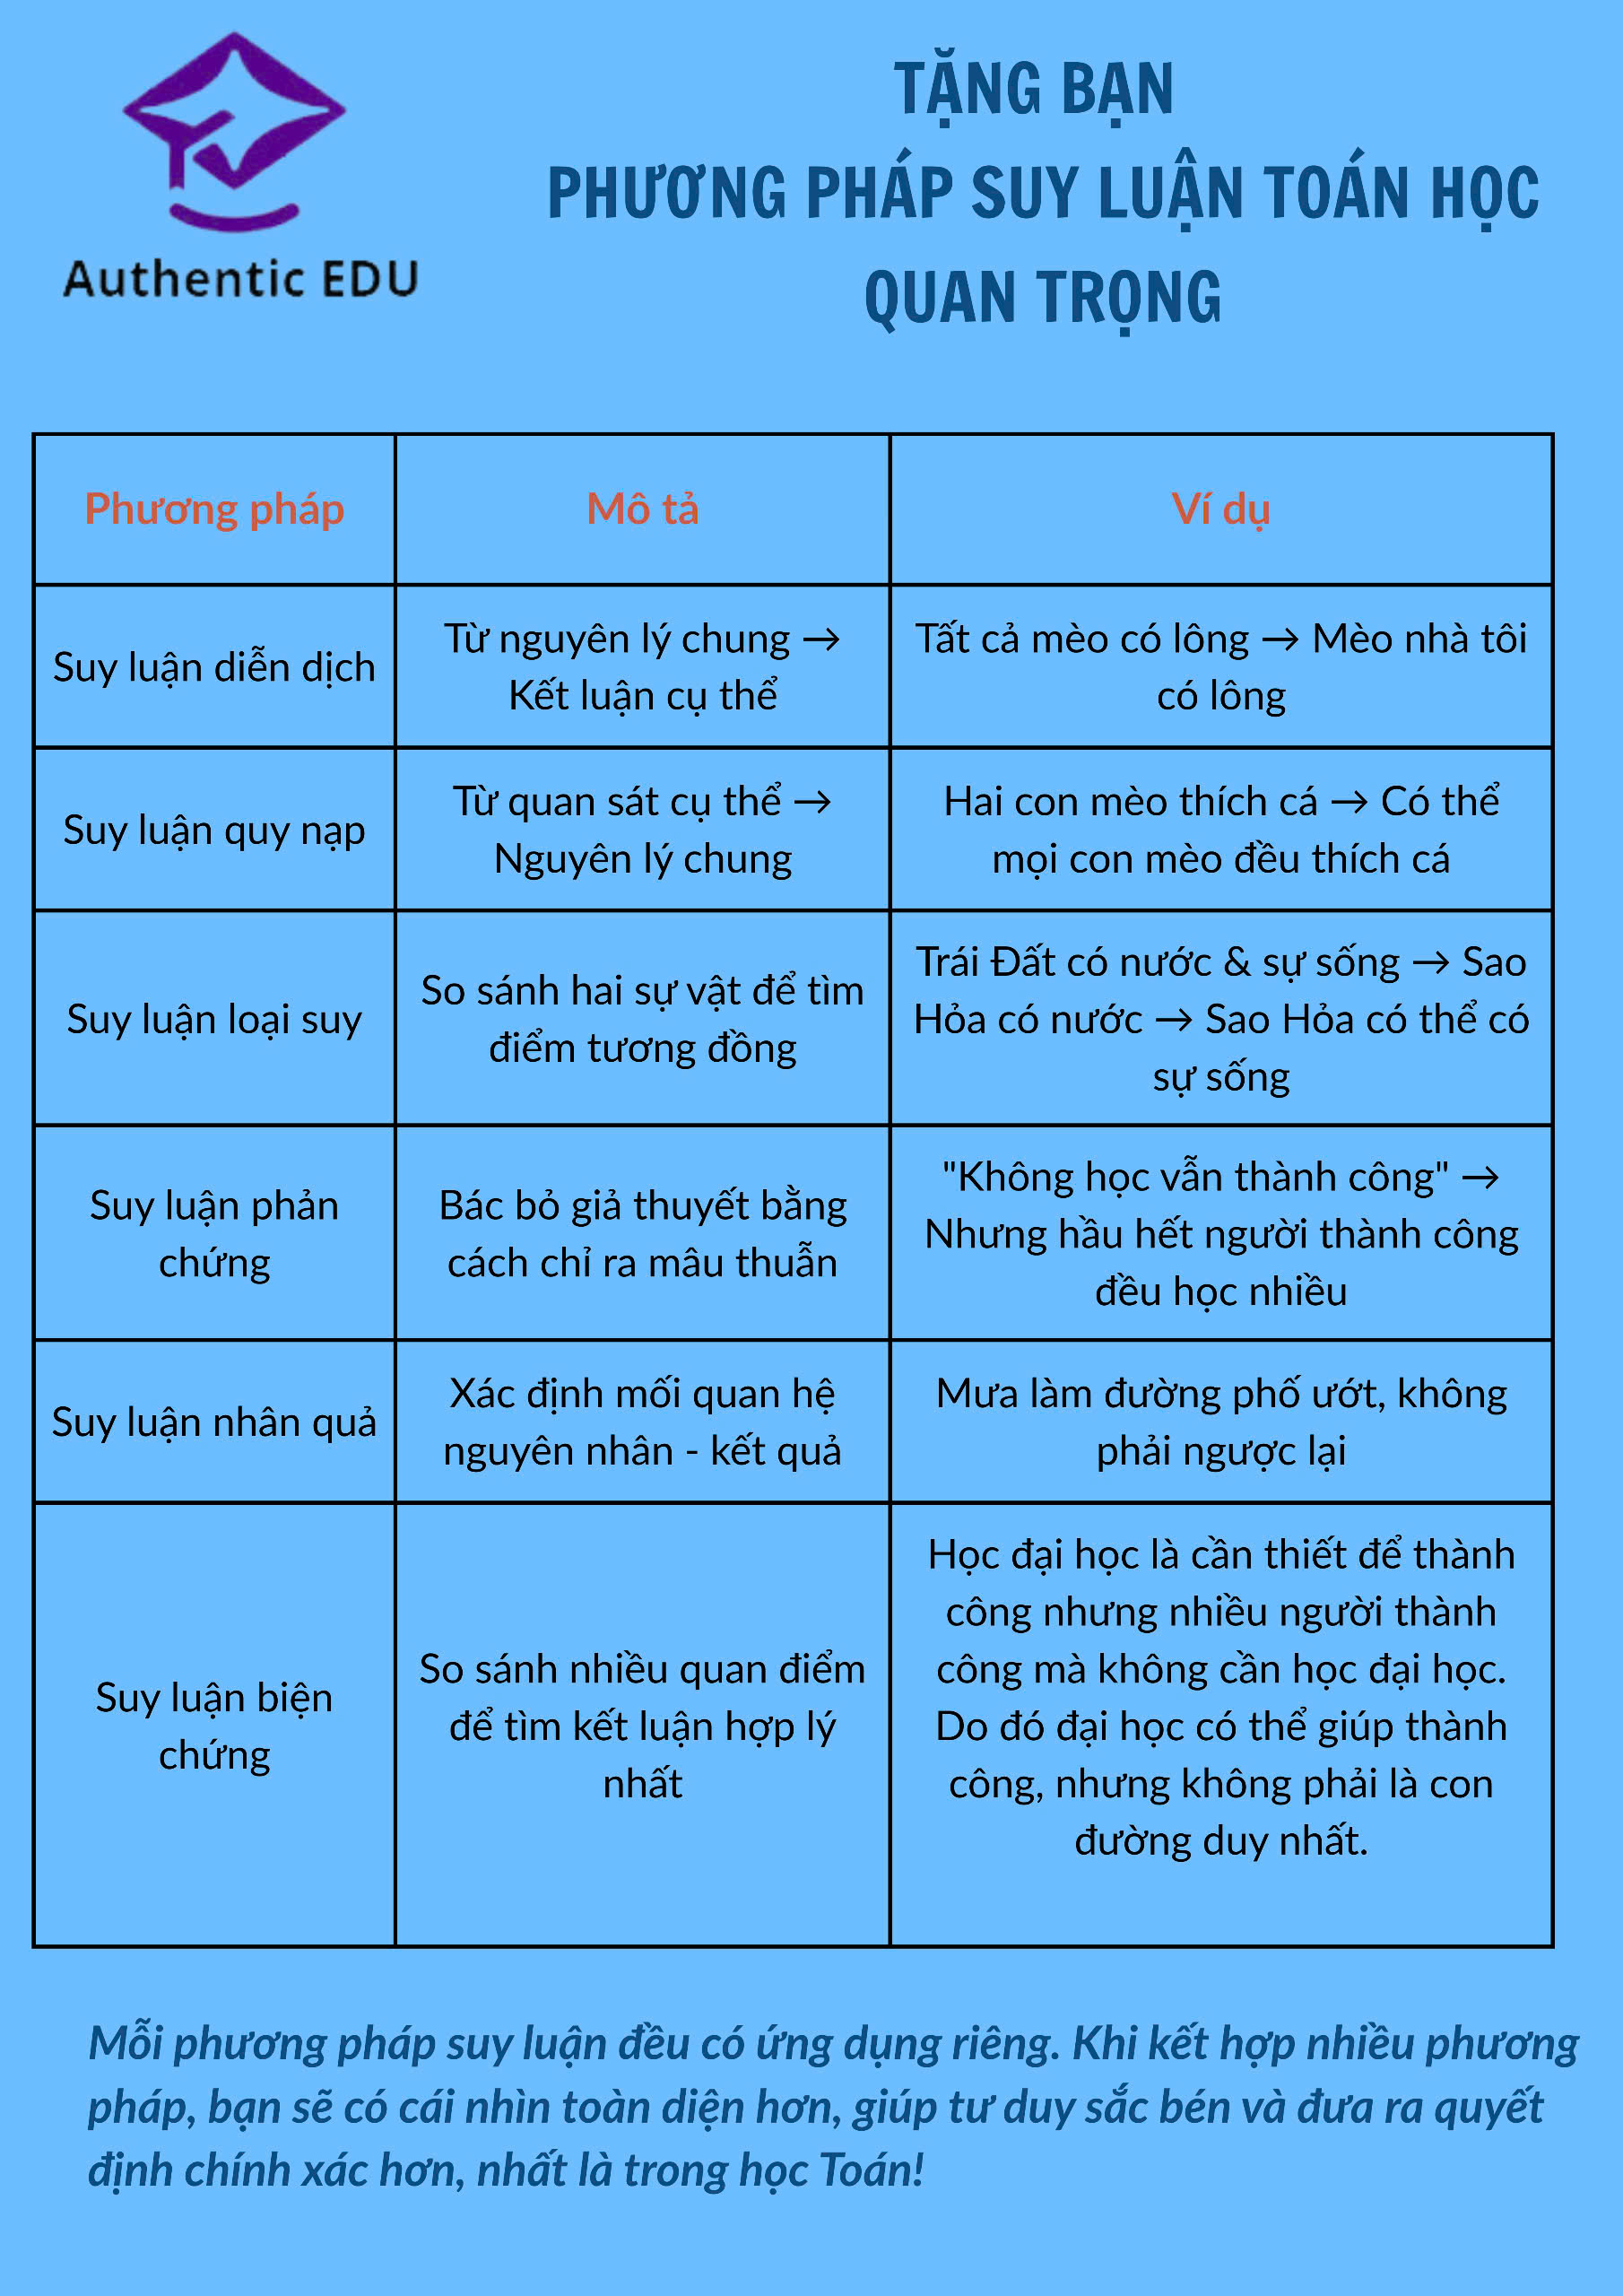 Authentic EDU
TẶNG BẠN
PHƯƠNG PHÁP SUY LUẬN TOÁN HỌC
QUAN TRỌNG
Phương pháp
Mô tả
Ví dụ
Suy luận diễn dịch
Từ nguyên lý chung →
Kết luận cụ thể
Tất cả mèo có lông → Mèo nhà tôi
có lông
Suy luận quy nạp
Từ quan sát cụ thể →
Nguyên lý chung
Hai con mèo thích cá → Có thể
mọi con mèo đều thích cá
Suy luận loại suy
So sánh hai sự vật để tìm
điểm tương đồng
Trái Đất có nước & sự sống → Sao
Hỏa có nước → Sao Hỏa có thể có
sự sống
Suy luận phản
chứng
Bác bỏ giả thuyết bằng
cách chỉ ra mâu thuẫn
"Không học vẫn thành công" →
Nhưng hầu hết người thành công
đều học nhiều
Suy luận nhân quả
Xác định mối quan hệ
nguyên nhân - kết quả
Mưa làm đường phố ướt, không
phải ngược lại
Suy luận biện
chứng
So sánh nhiều quan điểm
để tìm kết luận hợp lý
nhất
Học đại học là cần thiết để thành
công nhưng nhiều người thành
công mà không cần học đại học.
Do đó đại học có thể giúp thành
công, nhưng không phải là con
đường duy nhất.
Mỗi phương pháp suy luận đều có ứng dụng riêng. Khi kết hợp nhiều phương
pháp, bạn sẽ có cái nhìn toàn diện hơn, giúp tư duy sắc bén và đưa ra quyết
định chính xác hơn, nhất là trong học Toán!